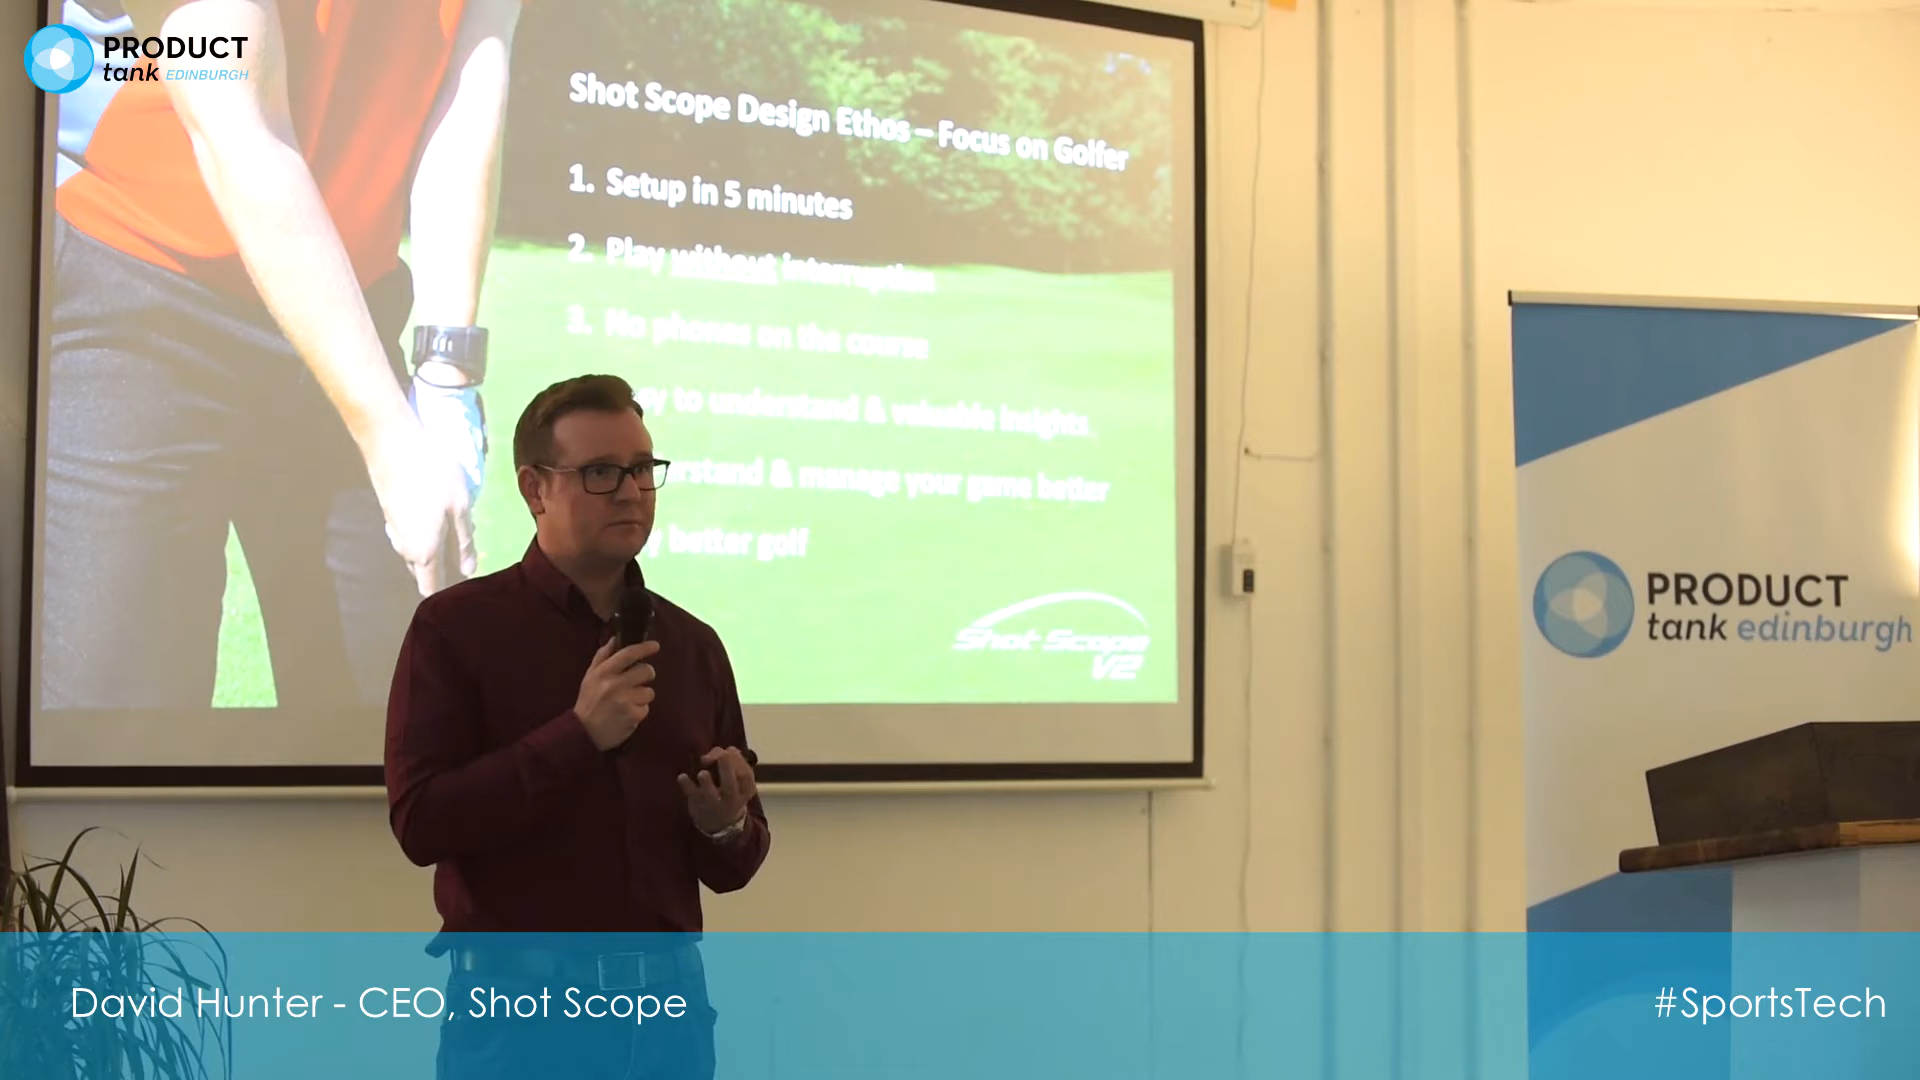 PRODUCT
tank EDINBURGH
Shot Scope Design Ethos – Focus on Golfer
1. Setup in 5 minutes
2. Play without interruption
3. No phones on the course
to understand & valuable insights
& manage your game better
better golf
Shot Scope
V2
PRODUCT
tank edinburgh
David Hunter - CEO, Shot Scope
#SportsTech